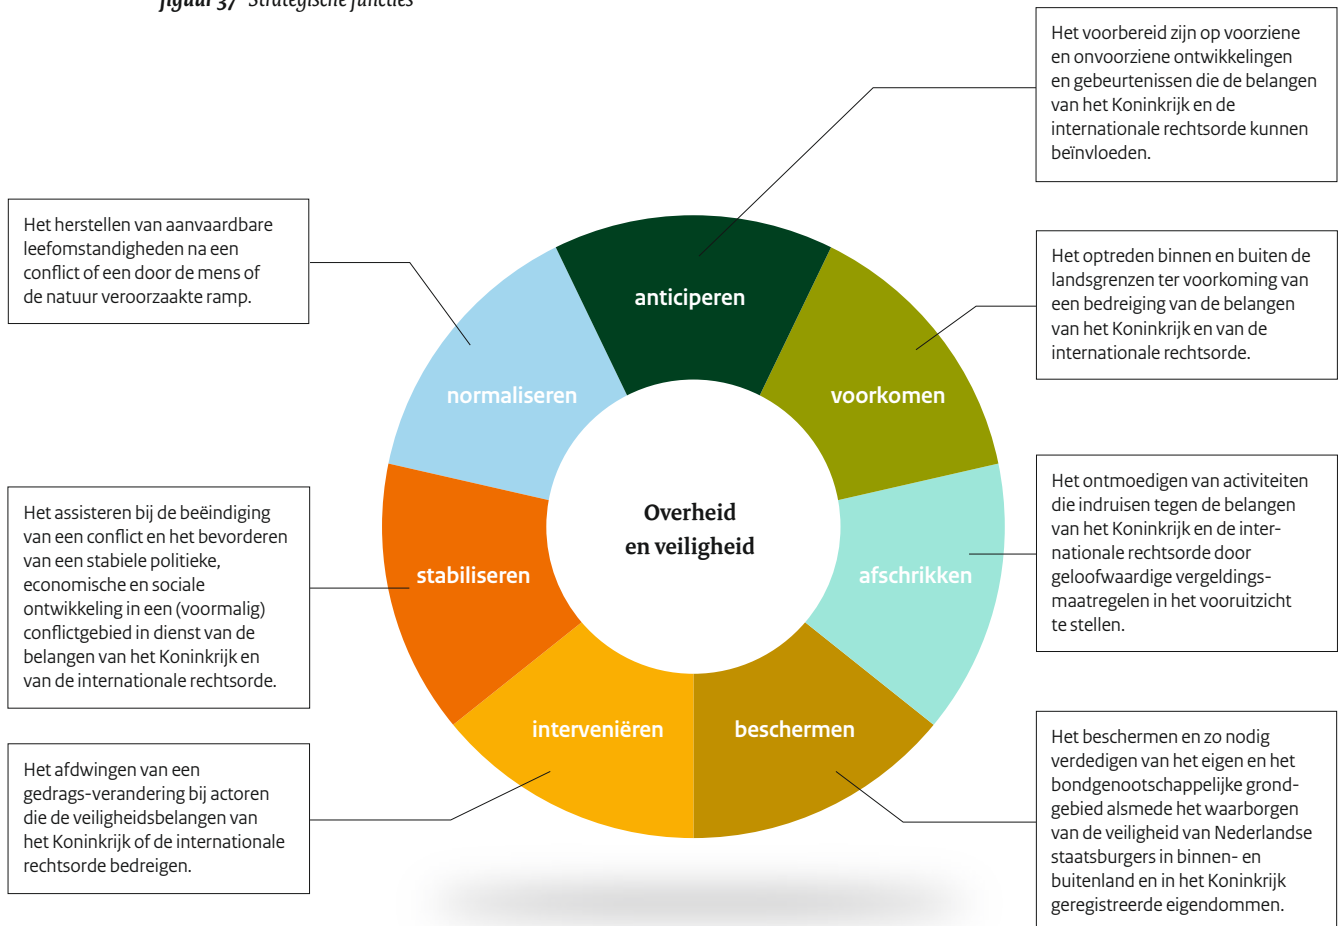 figuur 37 Strategische functies
Het voorbereid zijn op voorziene
en onvoorziene ontwikkelingen
en gebeurtenissen die de belangen
van het Koninkrijk en de
internationale rechtsorde kunnen
beïnvloeden.
Het herstellen van aanvaardbare
leefomstandigheden na een
conflict of een door de mens of
de natuur veroorzaakte ramp.
Het optreden binnen en buiten de
landsgrenzen ter voorkoming van
een bedreiging van de belangen
van het Koninkrijk en van de
internationale rechtsorde.
anticiperen
normaliseren
voorkomen
Overheid
en veiligheid
stabiliseren
afschrikken
interveniëren
beschermen
Het ontmoedigen van activiteiten
die indruisen tegen de belangen
van het Koninkrijk en de inter-
nationale rechtsorde door
geloofwaardige vergeldings-
maatregelen in het vooruitzicht
te stellen.
Het assisteren bij de beëindiging
van een conflict en het bevorderen
van een stabiele politieke,
economische en sociale
ontwikkeling in een (voormalig)
conflictgebied in dienst van de
belangen van het Koninkrijk en
van de internationale rechtsorde.
Het afdwingen van een
gedrags-verandering bij actoren
die de veiligheidsbelangen van
het Koninkrijk of de internationale
rechtsorde bedreigen.
Het beschermen en zo nodig
verdedigen van het eigen en het
bondgenootschappelijke grond-
gebied alsmede het waarborgen
van de veiligheid van Nederlandse
staatsburgers in binnen- en
buitenland en in het Koninkrijk
geregistreerde eigendommen.